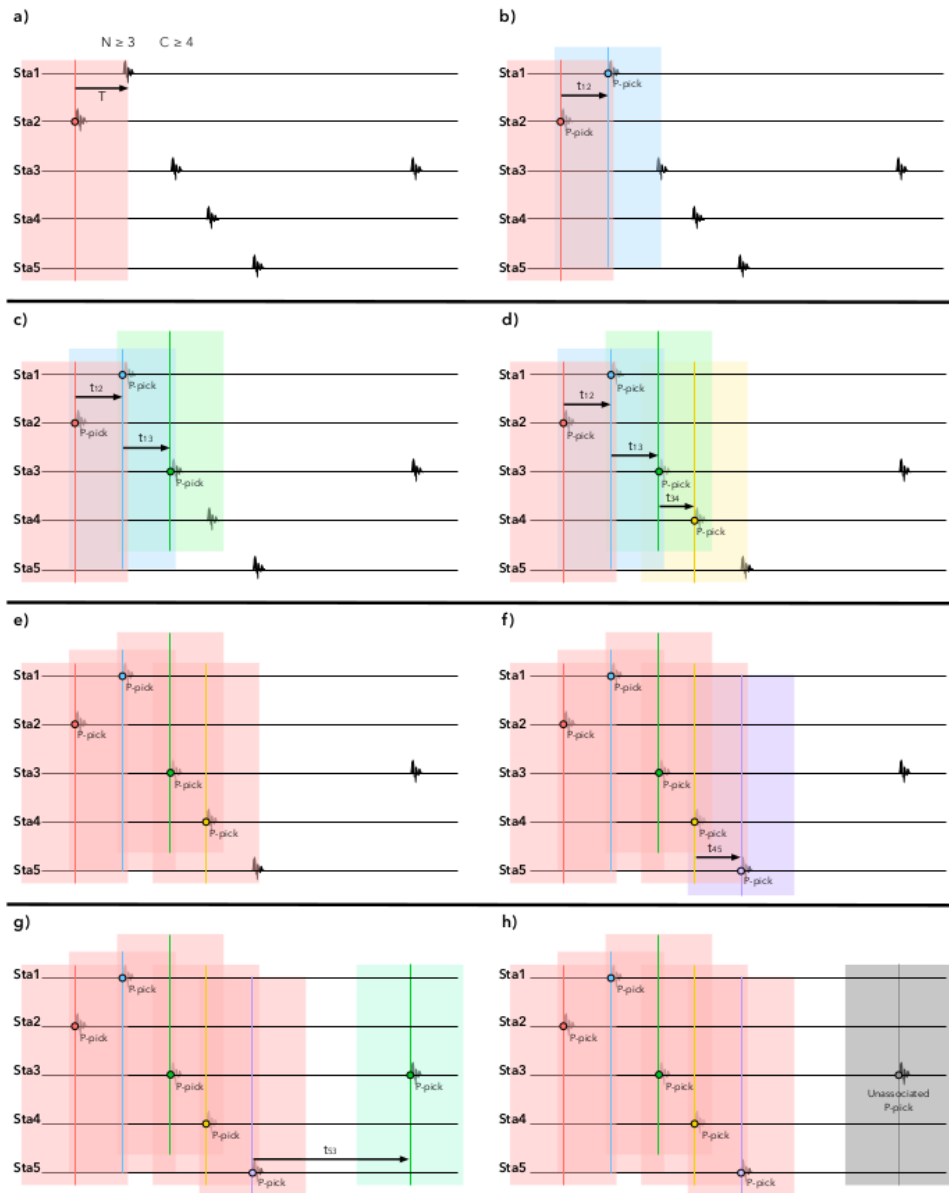 a)
N ≥ 3 C ≥ 4
Sta1
T
Sta2
Sta3
Sta4
Sta5
b)
Sta1
P-pick
t12
Sta2
P-pick
Sta3
Sta4
Sta5
c)
Sta1
P-pick
t12
Sta2
P-pick
t13
Sta3
P-pick
Sta4
Sta5
d)
Sta1
P-pick
t12
Sta2
P-pick
t13
Sta3
P-pick
t34
Sta4
P-pick
Sta5
e)
Sta1
P-pick
Sta2
P-pick
Sta3
P-pick
Sta4
P-pick
Sta5
f)
Sta1
P-pick
Sta2
P-pick
Sta3
P-pick
Sta4
P-pick
t45
Sta5
P-pick
g)
Sta1
P-pick
Sta2
P-pick
Sta3
P-pick
P-pick
Sta4
P-pick
t53
Sta5
P-pick
h)
Sta1
P-pick
Sta2
P-pick
Sta3
P-pick
Unassociated
P-pick
Sta4
P-pick
Sta5
P-pick